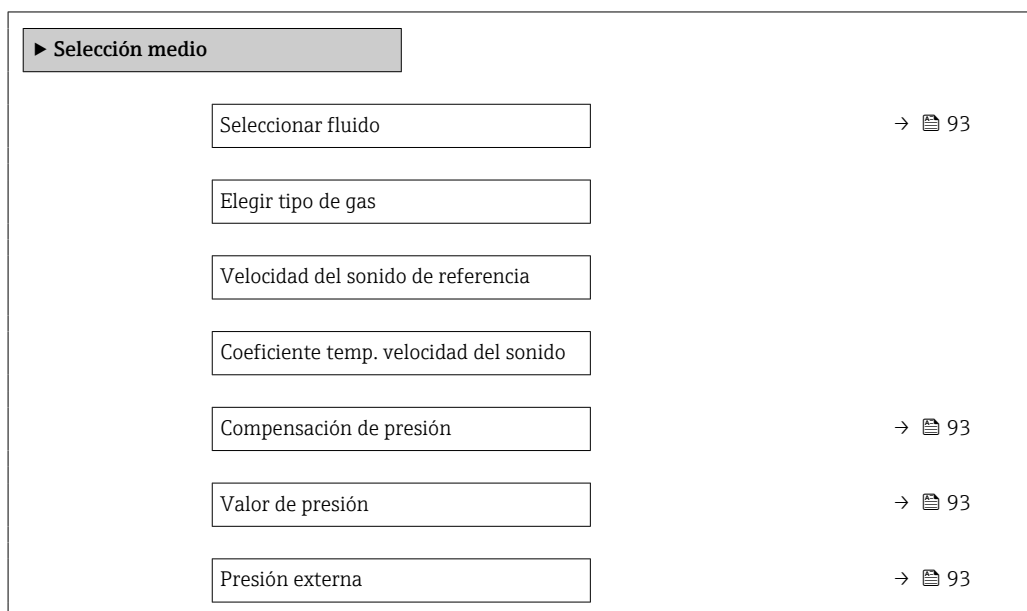 ▶ Selección medio
Seleccionar fluido → 93
Elegir tipo de gas
Velocidad del sonido de referencia
Coeficiente temp. velocidad del sonido
Compensación de presión → 93
Valor de presión → 93
Presión externa → 93